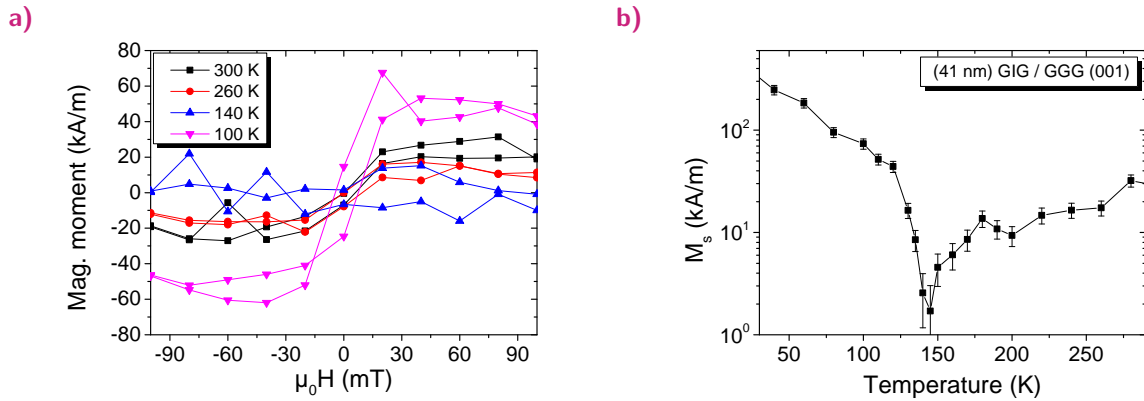 a)
Mag. moment (kA/m)
80
60
40
20
0
-20
-40
-60
-80
300 K
260 K
140 K
100 K
-90 -60 -30 0 30 60 90
μ₀H (mT)
b)
Mₛ (kA/m)
10²
10¹
10⁰
(41 nm) GIG / GGG (001)
50 100 150 200 250
Temperature (K)